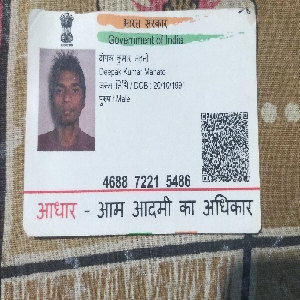 भारत सरकार
Government of India
दीपक कुमार महतो
Deepak Kumar Mahato
जन्म तिथि / DOB : 20/10/1991
पुरुष / Male
4688 7221 5486
आधार - आम आदमी का अधिकार